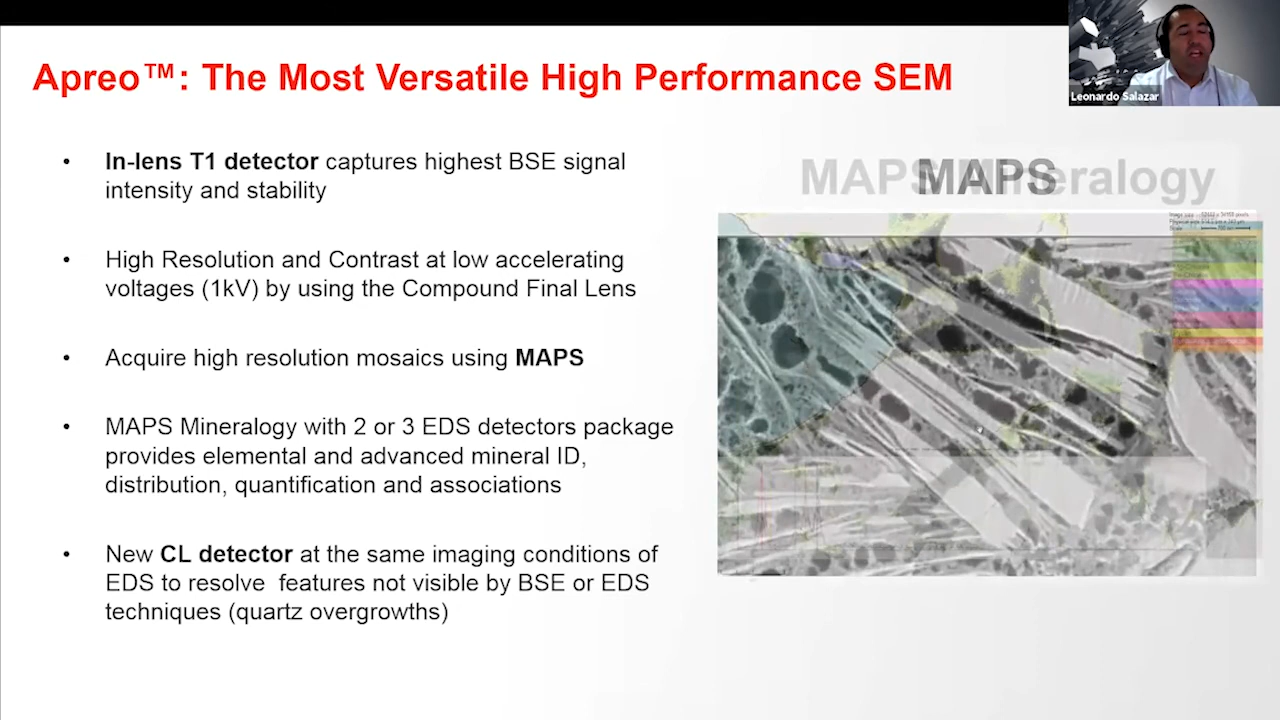 Apreo™: The Most Versatile High Performance SEM
Leonardo Salazar
• In-lens T1 detector captures highest BSE signal
intensity and stability
• High Resolution and Contrast at low accelerating
voltages (1kV) by using the Compound Final Lens
• Acquire high resolution mosaics using MAPS
• MAPS Mineralogy with 2 or 3 EDS detectors package
provides elemental and advanced mineral ID,
distribution, quantification and associations
• New CL detector at the same imaging conditions of
EDS to resolve features not visible by BSE or EDS
techniques (quartz overgrowths)
MAPS Mineralogy
MAPS